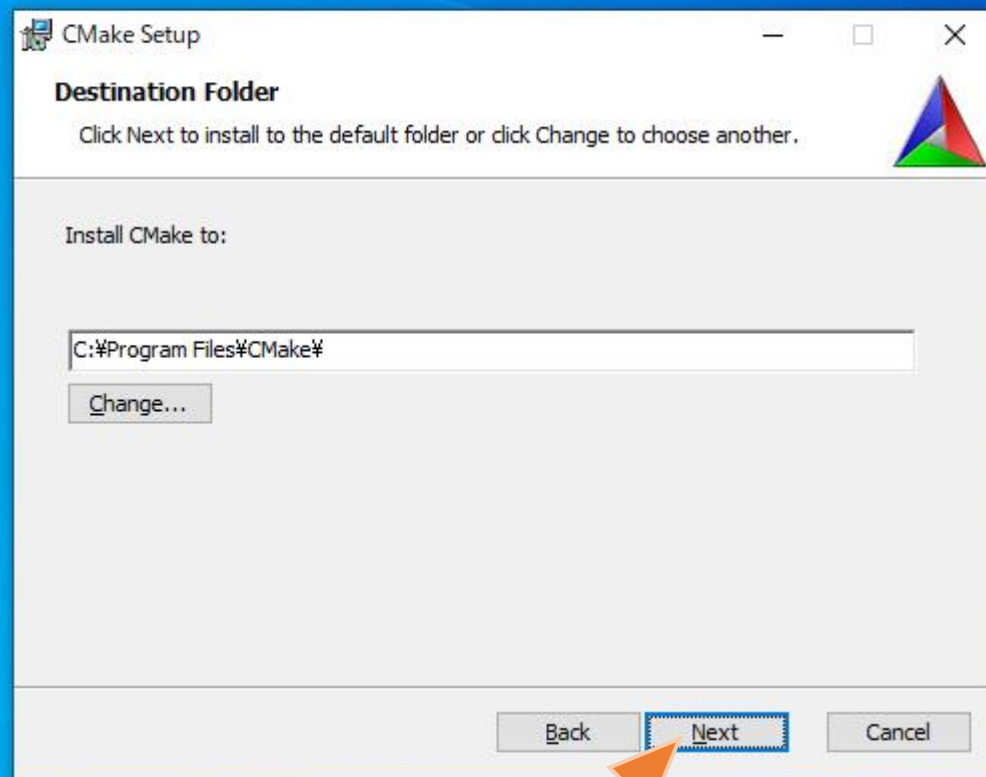 CMake Setup
Destination Folder
Click Next to install to the default folder or click Change to choose another.
Install CMake to:
C:¥Program Files¥CMake¥
Change...
Back
Next
Cancel